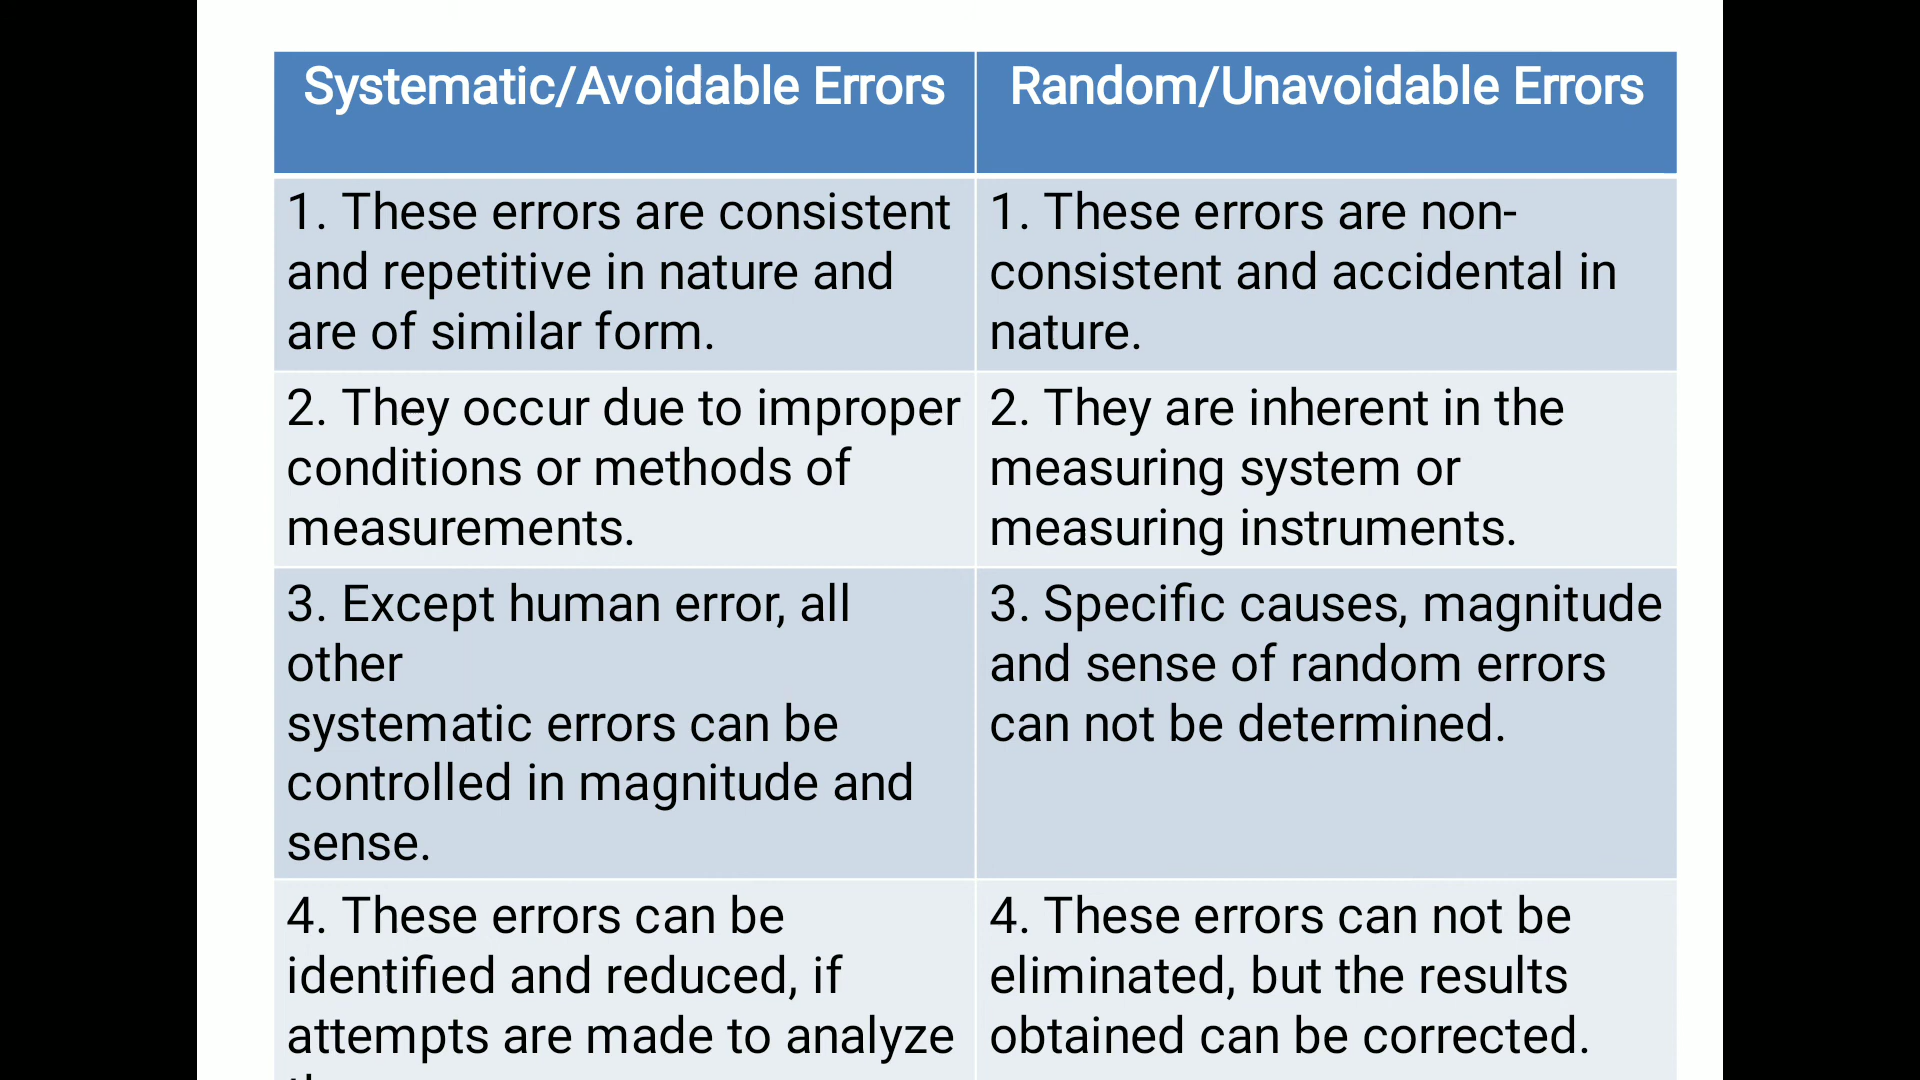 Systematic/Avoidable Errors
Random/Unavoidable Errors
1. These errors are consistent
and repetitive in nature and
are of similar form.
1. These errors are non-
consistent and accidental in
nature.
2. They occur due to improper
conditions or methods of
measurements.
2. They are inherent in the
measuring system or
measuring instruments.
3. Except human error, all
other
systematic errors can be
controlled in magnitude and
sense.
3. Specific causes, magnitude
and sense of random errors
can not be determined.
4. These errors can be
identified and reduced, if
attempts are made to analyze
4. These errors can not be
eliminated, but the results
obtained can be corrected.